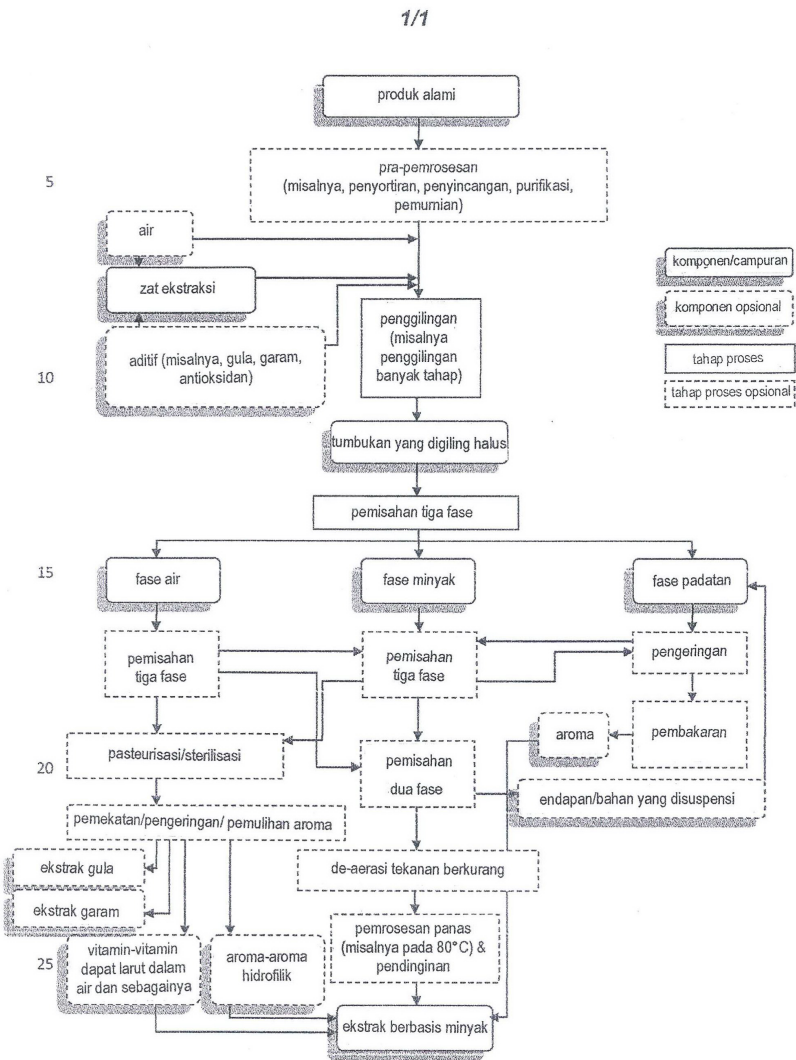 1/1
produk alami
5
pra-pemrosesan
(misalnya, penyortiran, penyincangan, purifikasi,
pemurnian)
air
zat ekstraksi
aditif (misalnya, gula, garam,
antioksidan)
10
penggilingan
(misalnya
penggilingan
banyak tahap)
komponen/campuran
komponen opsional
tahap proses
tahap proses opsional
tumbukan yang digiling halus
pemisahan tiga fase
15
fase air
fase minyak
fase padatan
pemisahan
tiga fase
pemisahan
tiga fase
pengeringan
pasteurisasi/sterilisasi
20
pemisahan
dua fase
aroma
pembakaran
endapan/bahan yang disuspensi
pemekatan/pengeringan/ pemulihan aroma
ekstrak gula
ekstrak garam
de-aerasi tekanan berkurang
25
vitamin-vitamin
dapat larut dalam
air dan sebagainya
aroma-aroma
hidrofilik
pemrosesan panas
(misalnya pada 80°C) &
pendinginan
ekstrak berbasis minyak